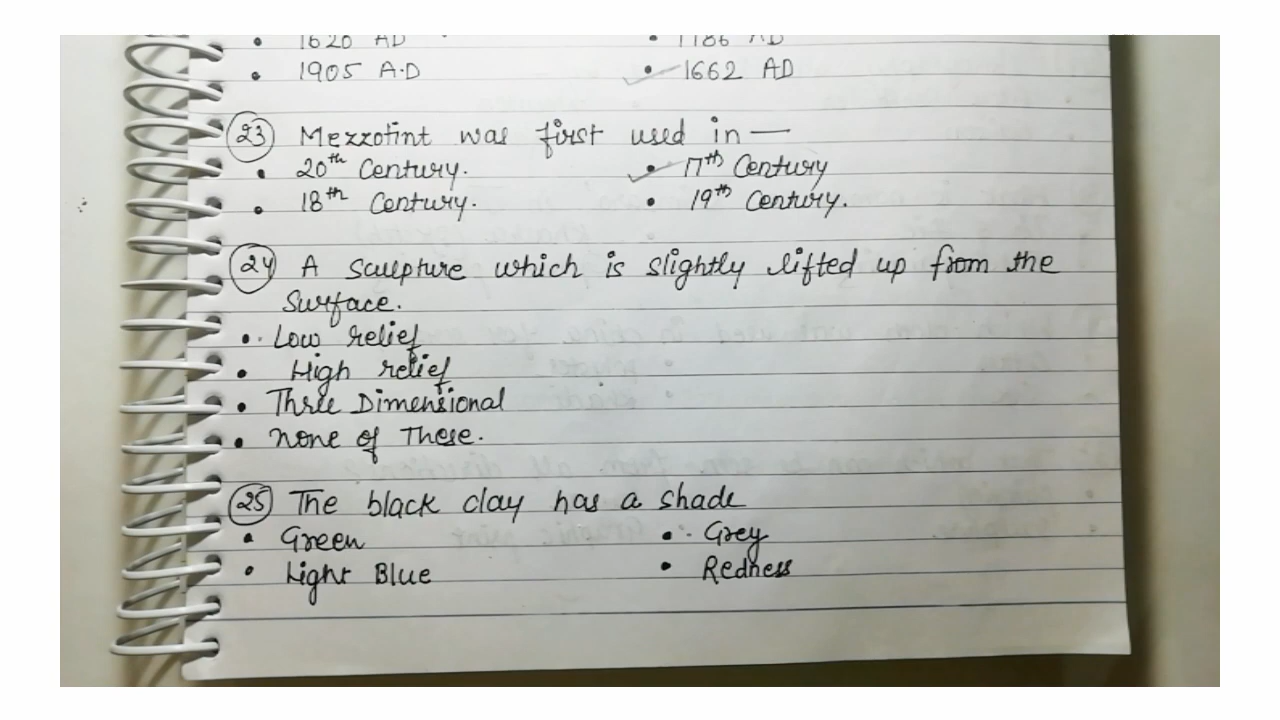 • 1620 AD • 1186 AD
• 1905 A.D • 1662 AD
23 Mezzotint was first used in —
• 20th Century. • 17th Century
• 18th Century. • 19th Century.
24 A Sculpture which is slightly lifted up from the
Surface.
• Low relief
• High relief
• Three Dimensional
• None of These.
25 The black clay has a shade
• Green • Grey
• Light Blue • Redness